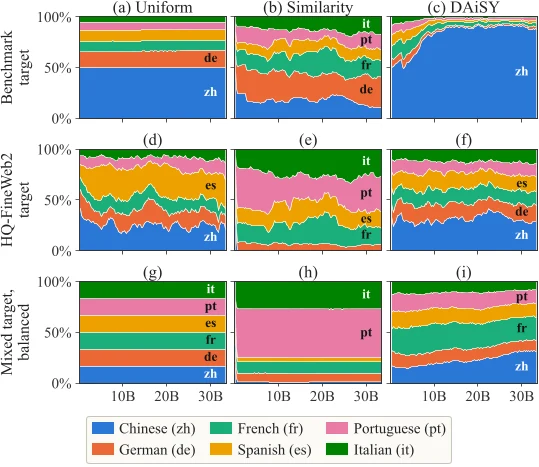 (a) Uniform (b) Similarity (c) DAiSY
Benchmark target
100%
50%
0%
de
zh
it
pt
fr
de
zh
(d) (e) (f)
HQ-FineWeb2 target
100%
50%
0%
es
zh
it
pt
es
fr
es
de
zh
(g) (h) (i)
Mixed target, balanced
100%
50%
0%
it
pt
es
fr
de
zh
it
pt
pt
fr
zh
10B 20B 30B 10B 20B 30B 10B 20B 30B
Chinese (zh) French (fr) Portuguese (pt)
German (de) Spanish (es) Italian (it)